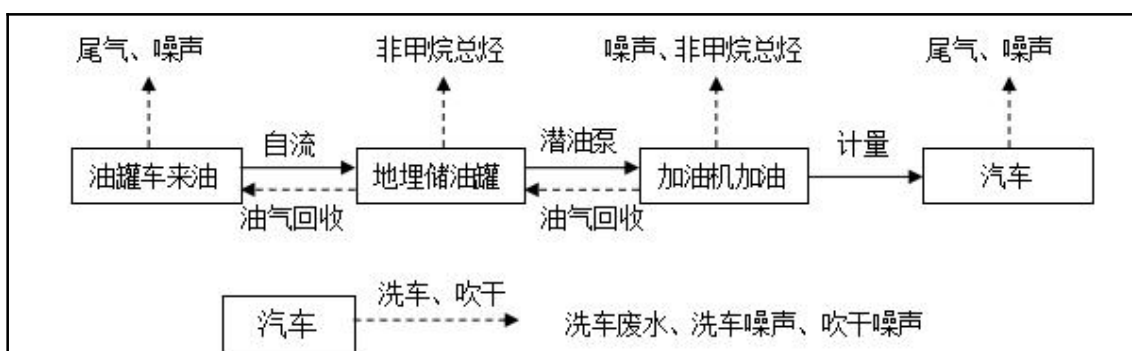 尾气、噪声
非甲烷总烃
噪声、非甲烷总烃
尾气、噪声
油罐车来油
自流
油气回收
地埋储油罐
潜油泵
油气回收
加油机加油
计量
汽车
汽车
洗车、吹干
洗车废水、洗车噪声、吹干噪声